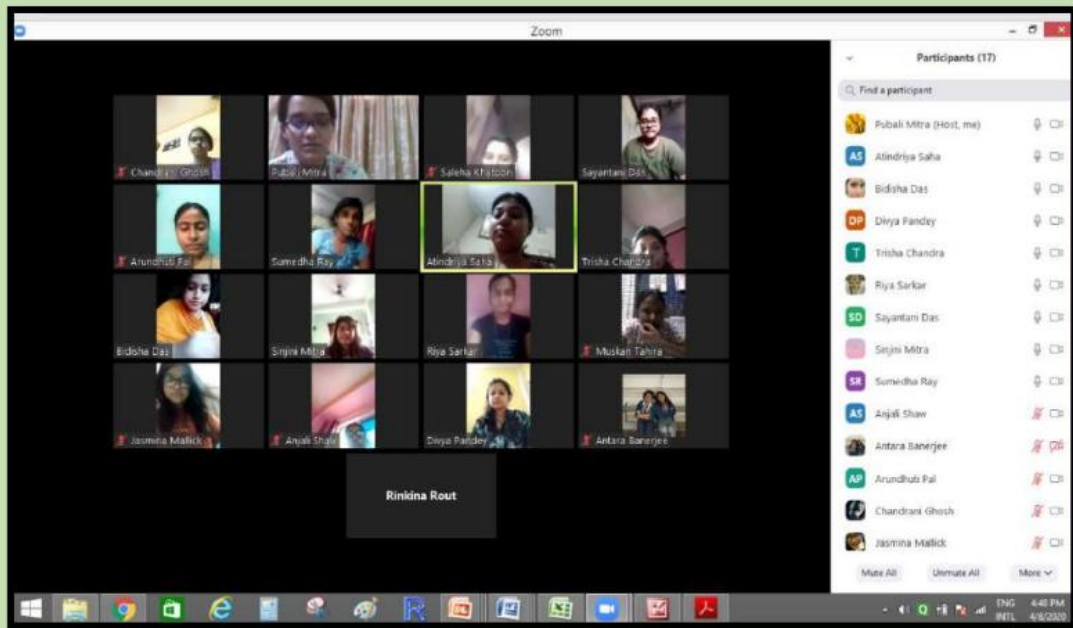 Zoom
Participants (17)
Find a participant
Chandrani Ghosh
Pubali Mitra
Saleha Khatoon
Sayantani Das
Arundhuti Pal
Sumedha Ray
Atindriya Saha
Trisha Chandra
Bidisha Das
Sinjini Mitra
Riya Sarkar
Muskan Tahira
Jasmina Mallick
Anjali Shaw
Divya Pandey
Antara Banerjee
Rinkina Rout
Pubali Mitra (Host, me)
AS Atindriya Saha
Bidisha Das
DP Divya Pandey
T Trisha Chandra
Riya Sarkar
SD Sayantani Das
Sinjini Mitra
SR Sumedha Ray
AS Anjali Shaw
Antara Banerjee
AP Arundhuti Pal
Chandrani Ghosh
Jasmina Mallick
Mute All Unmute All More
ENG 4:48 PM
INTL 4/8/2020